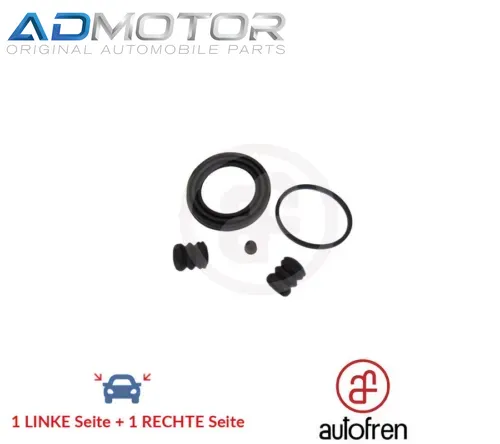 ADMOTOR
ORIGINAL AUTOMOBILE PARTS
1 LINKE Seite + 1 RECHTE Seite
autofren